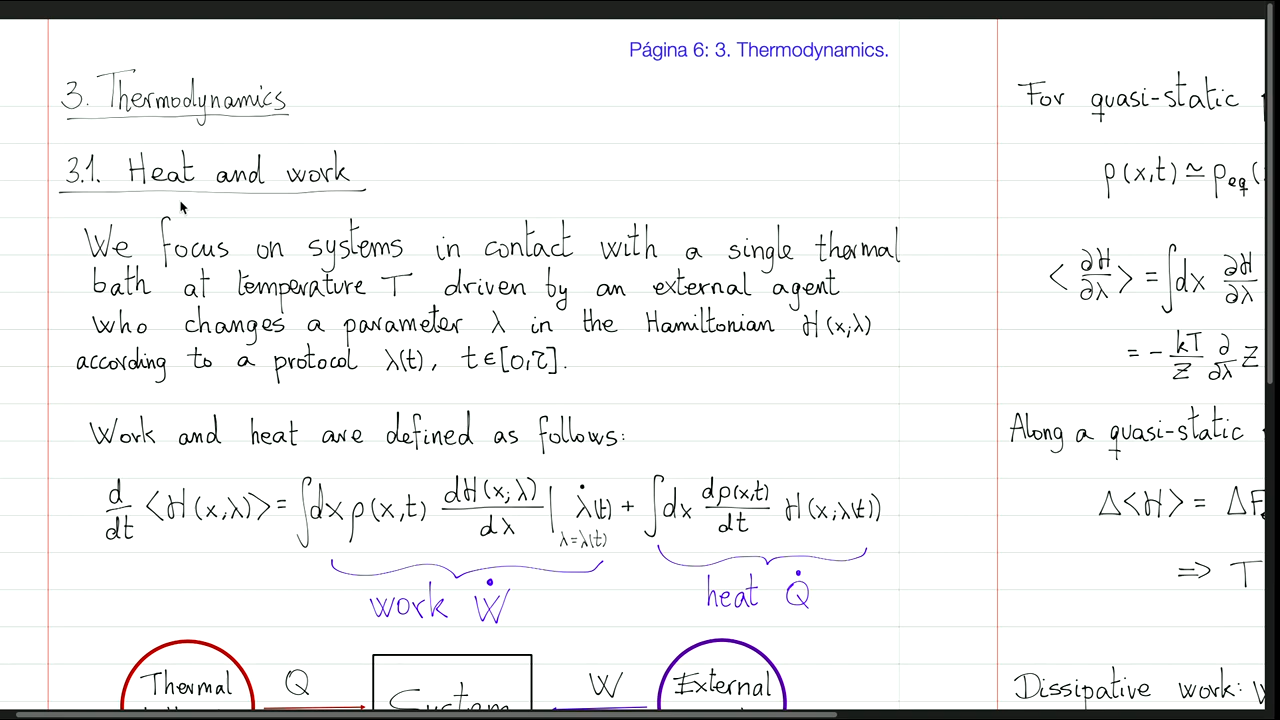 Página 6: 3. Thermodynamics.
3. Thermodynamics
3.1. Heat and work
We focus on systems in contact with a single thermal
bath at temperature T driven by an external agent
who changes a parameter λ in the Hamiltonian H(x;λ)
according to a protocol λ(t), t∈[0,τ].
Work and heat are defined as follows:
d/dt <H(x,λ)> = ∫dx ρ(x,t) dH(x;λ)/dλ |λ=λ(t) λ̇(t) + ∫dx dρ(x,t)/dt H(x;λ(t))
work Ẇ
heat Q̇
Thermal Q System W External
For quasi-static
ρ(x,t) ≃ ρeq(
<∂H/∂λ> = ∫dx ∂H/∂λ
= - kT/Z ∂/∂λ Z
Along a quasi-static
Δ<H> = ΔF
⇒ T
Dissipative work: W